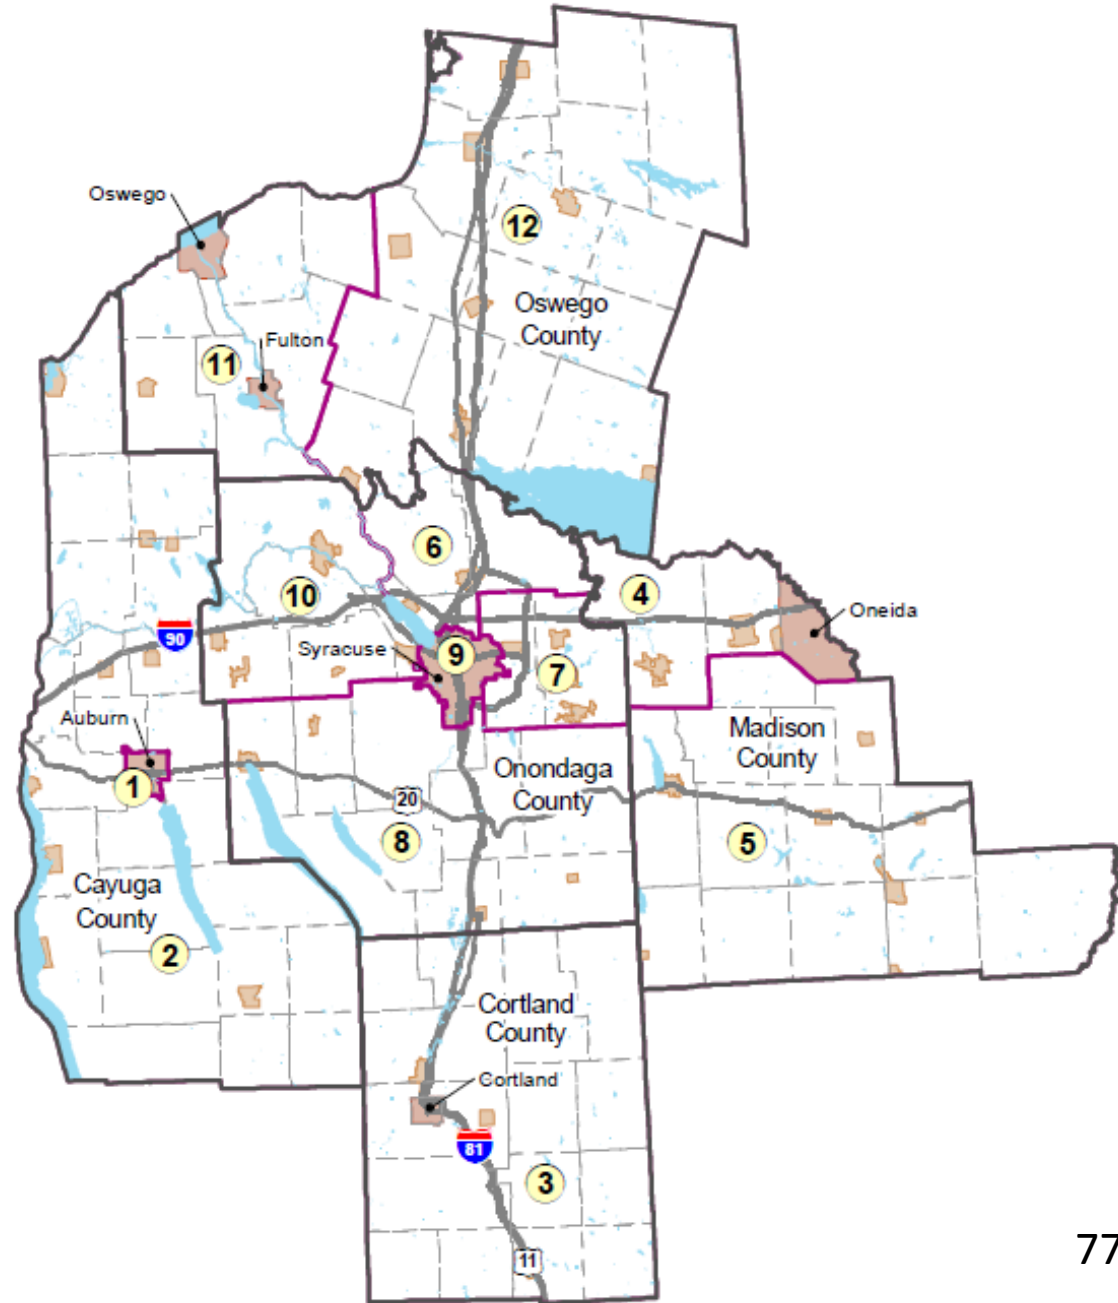 Oswego
12
Oswego
County
Fulton
11
6
10
4
Oneida
90
Syracuse
9
7
Auburn
Madison
County
1
Onondaga
County
20
8
5
Cayuga
County
2
Cortland
County
Cortland
81
3
11
77